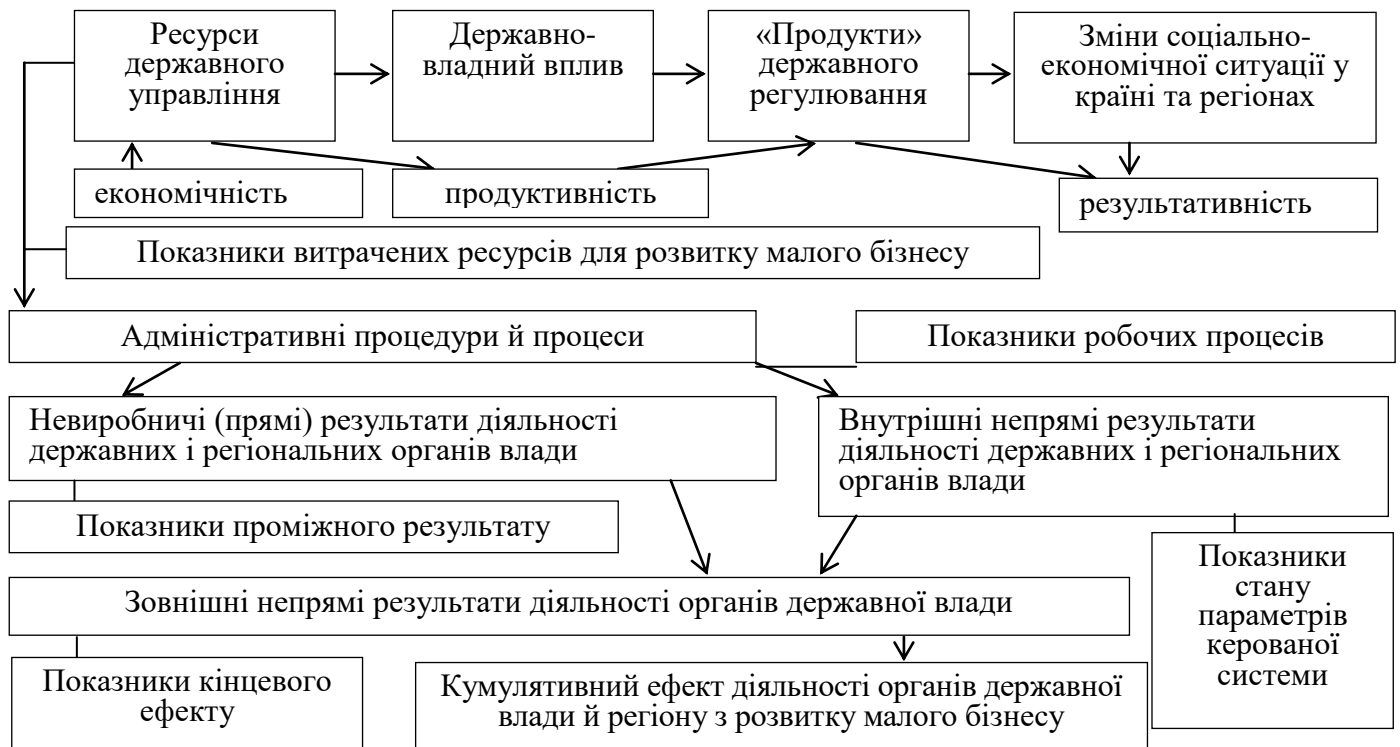 Ресурси
державного
управління
Державно-
владний вплив
«Продукти»
державного
регулювання
Зміни соціально-
економічної ситуації у
країні та регіонах
економічність
продуктивність
результативність
Показники витрачених ресурсів для розвитку малого бізнесу
Адміністративні процедури й процеси
Показники робочих процесів
Невиробничі (прямі) результати діяльності
державних і регіональних органів влади
Внутрішні непрямі результати
діяльності державних і регіональних
органів влади
Показники проміжного результату
Показники
стану
параметрів
керованої
системи
Зовнішні непрямі результати діяльності органів державної влади
Показники кінцевого
ефекту
Кумулятивний ефект діяльності органів державної
влади й регіону з розвитку малого бізнесу